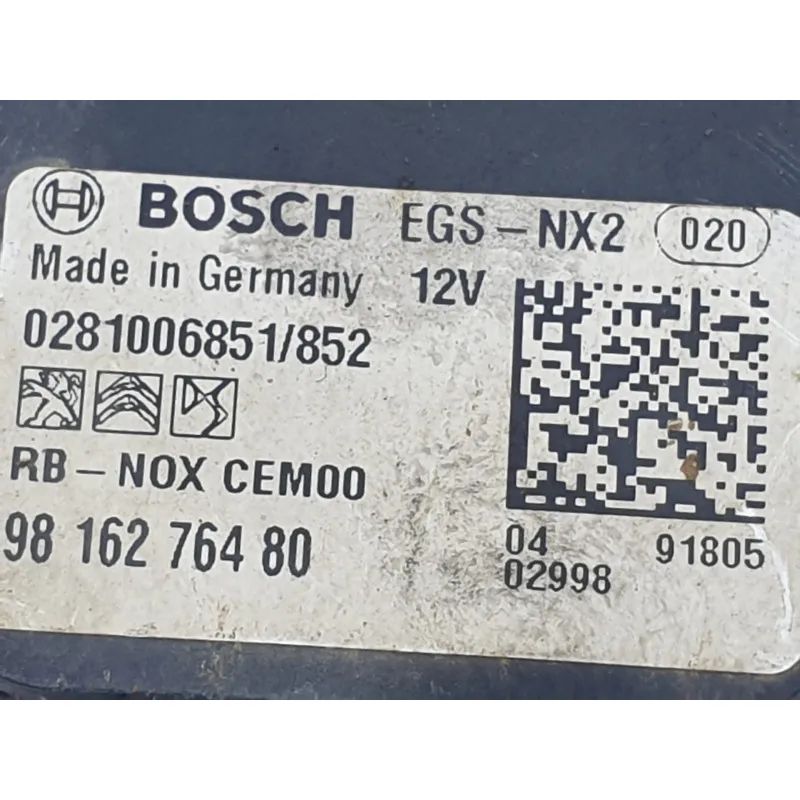 BOSCH EGS-NX2 020
Made in Germany 12V
0281006851/852
RB-NOX CEM00
98 162 764 80
04 91805
02998